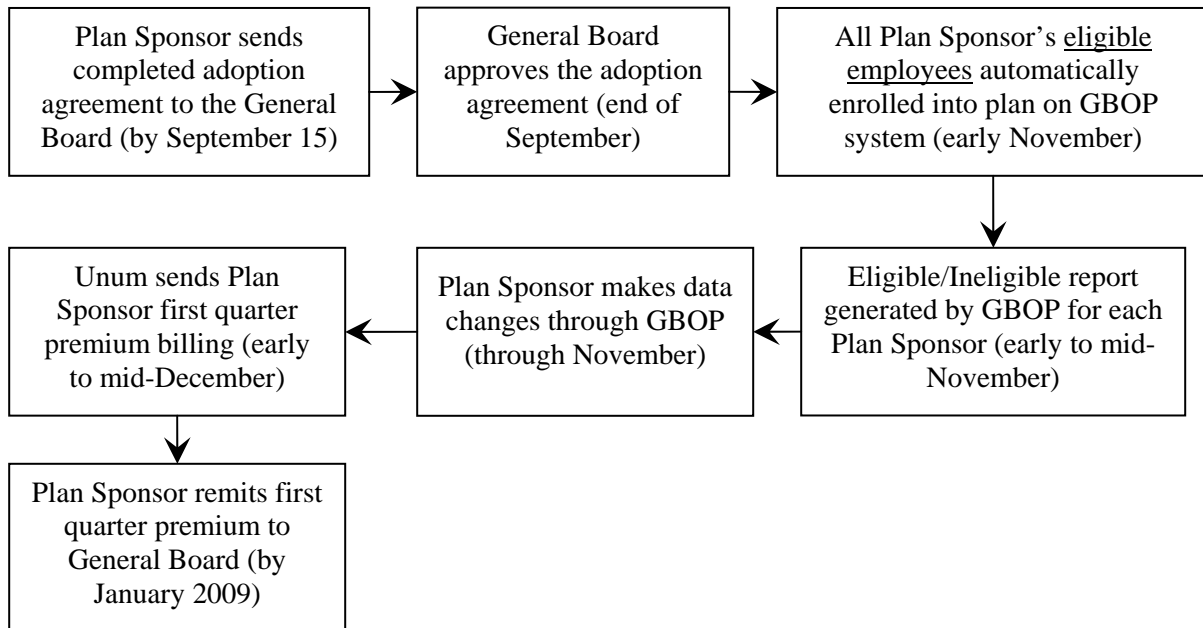 Plan Sponsor sends
completed adoption
agreement to the General
Board (by September 15)
General Board
approves the adoption
agreement (end of
September)
All Plan Sponsor’s eligible
employees automatically
enrolled into plan on GBOP
system (early November)
Eligible/Ineligible report
generated by GBOP for each
Plan Sponsor (early to mid-
November)
Plan Sponsor makes data
changes through GBOP
(through November)
Unum sends Plan
Sponsor first quarter
premium billing (early
to mid-December)
Plan Sponsor remits first
quarter premium to
General Board (by
January 2009)